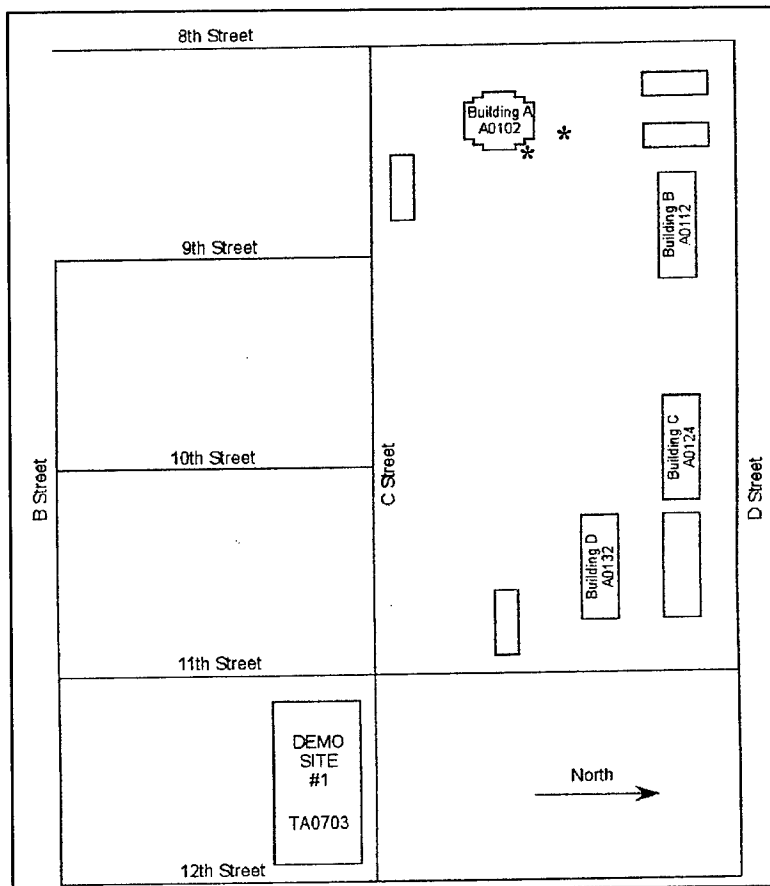 8th Street
Building A
A0102
*
*
Building B
A0112
9th Street
10th Street
B Street
C Street
Building C
A0124
D Street
Building D
A0132
11th Street
DEMO
SITE
#1
TA0703
North
12th Street